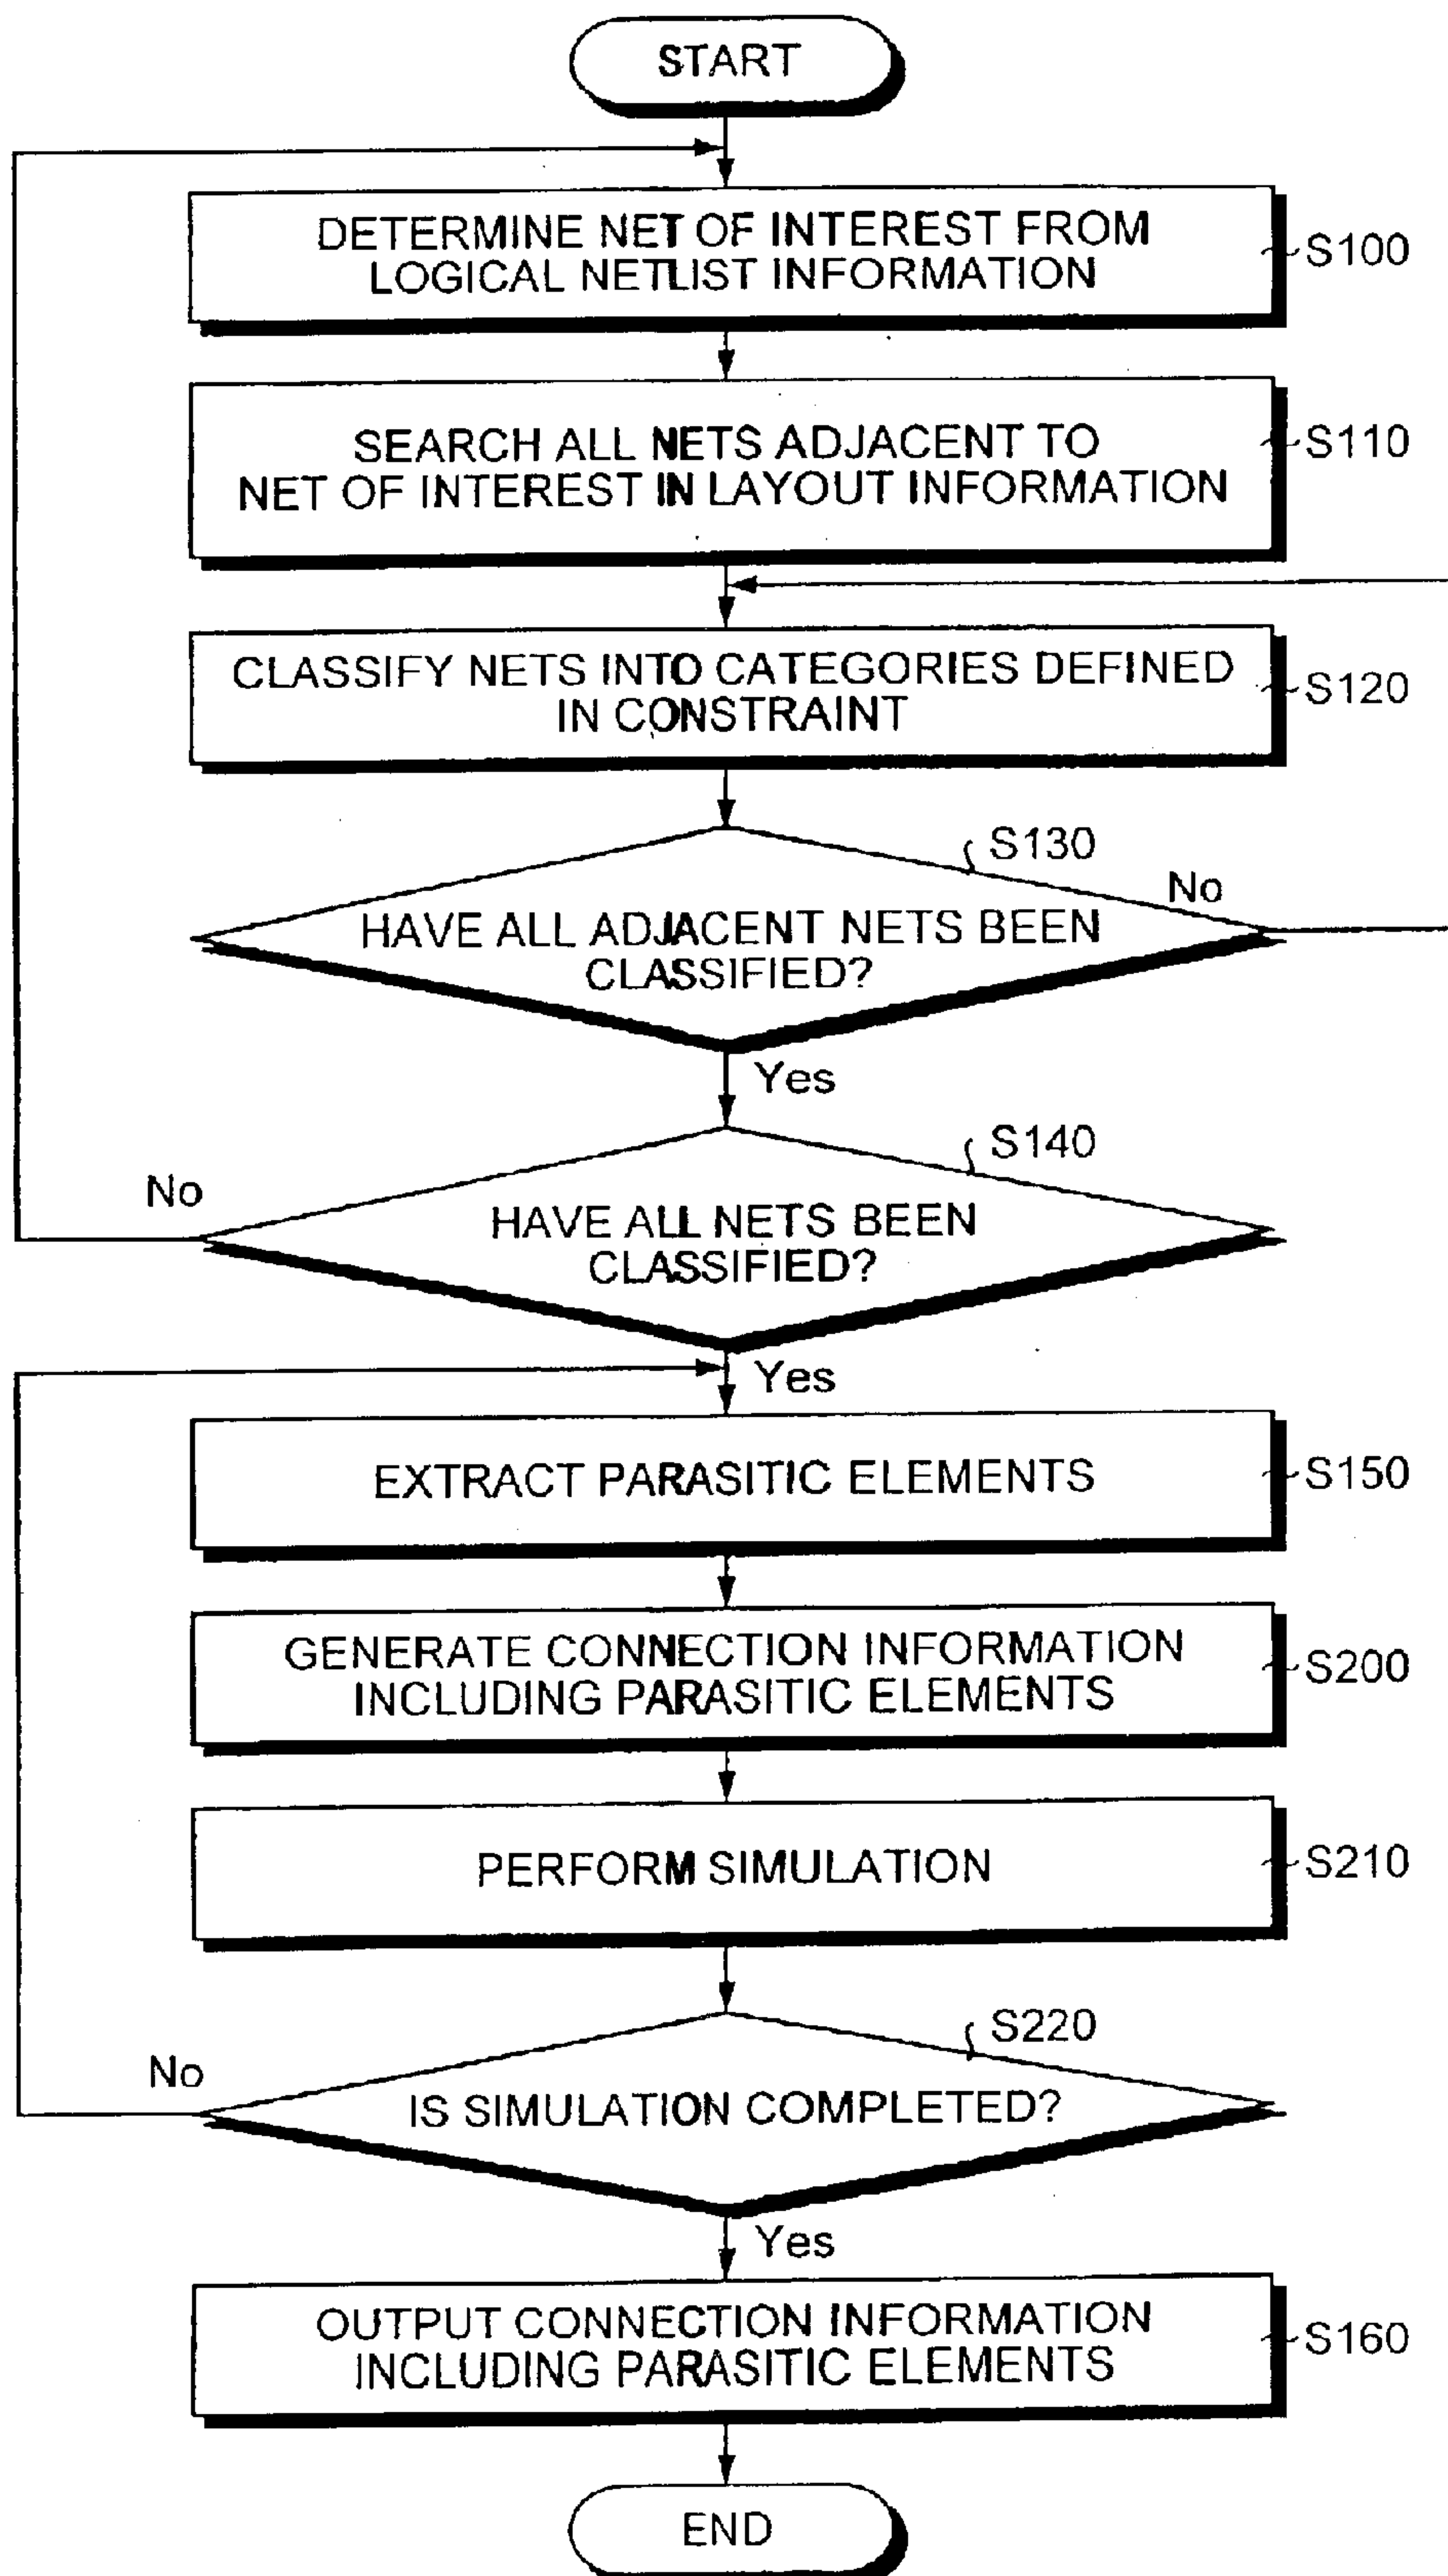 START
DETERMINE NET OF INTEREST FROM
LOGICAL NETLIST INFORMATION
S100
SEARCH ALL NETS ADJACENT TO
NET OF INTEREST IN LAYOUT INFORMATION
S110
CLASSIFY NETS INTO CATEGORIES DEFINED
IN CONSTRAINT
S120
S130
No
HAVE ALL ADJACENT NETS BEEN
CLASSIFIED?
Yes
S140
No
HAVE ALL NETS BEEN
CLASSIFIED?
Yes
EXTRACT PARASITIC ELEMENTS
S150
GENERATE CONNECTION INFORMATION
INCLUDING PARASITIC ELEMENTS
S200
PERFORM SIMULATION
S210
S220
No
IS SIMULATION COMPLETED?
Yes
OUTPUT CONNECTION INFORMATION
INCLUDING PARASITIC ELEMENTS
S160
END